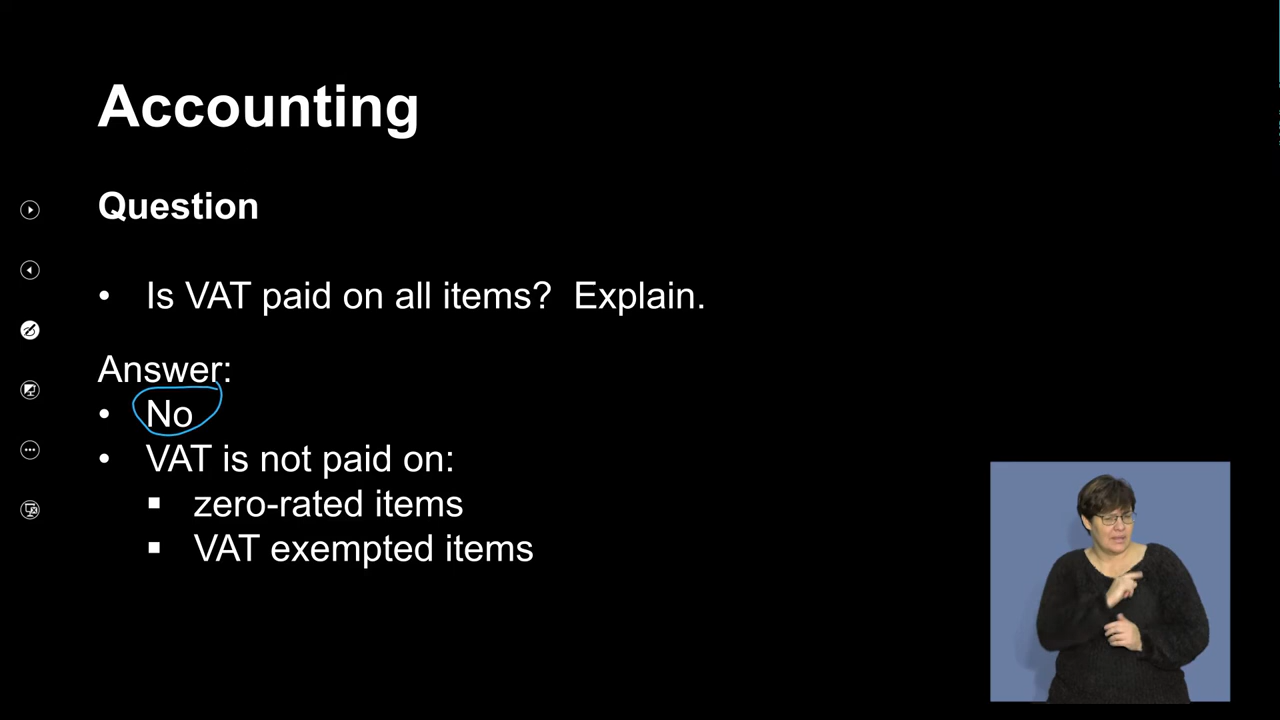 Accounting
Question
• Is VAT paid on all items?  Explain.
Answer:
• No
• VAT is not paid on:
▪ zero-rated items
▪ VAT exempted items